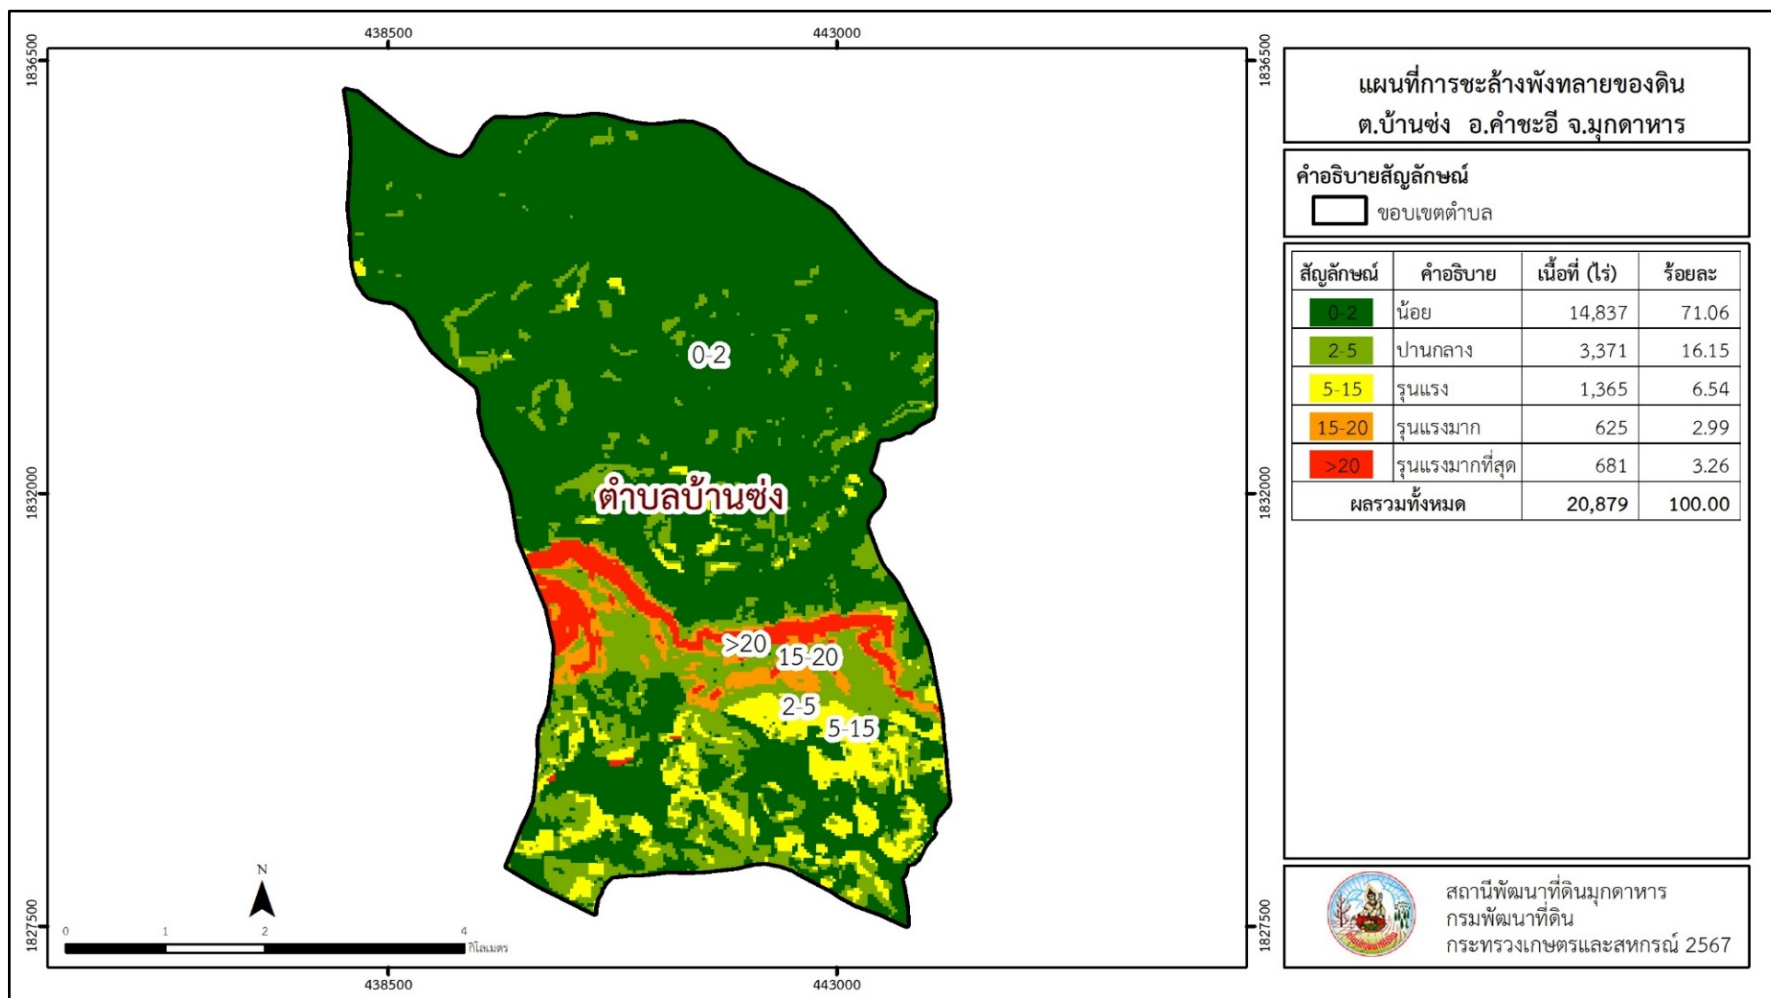 438500
443000
1836500
1836500
1832000
1832000
1827500
1827500
438500
443000
0-2
ตำบลบ้านซ่ง
>20
15-20
2-5
5-15
N
0 1 2 4
กิโลเมตร
แผนที่การชะล้างพังทลายของดิน
ต.บ้านซ่ง อ.คำชะอี จ.มุกดาหาร
คำอธิบายสัญลักษณ์
ขอบเขตตำบล
สัญลักษณ์ คำอธิบาย เนื้อที่ (ไร่) ร้อยละ
0-2 น้อย 14,837 71.06
2-5 ปานกลาง 3,371 16.15
5-15 รุนแรง 1,365 6.54
15-20 รุนแรงมาก 625 2.99
>20 รุนแรงมากที่สุด 681 3.26
ผลรวมทั้งหมด 20,879 100.00
สถานีพัฒนาที่ดินมุกดาหาร
กรมพัฒนาที่ดิน
กระทรวงเกษตรและสหกรณ์ 2567